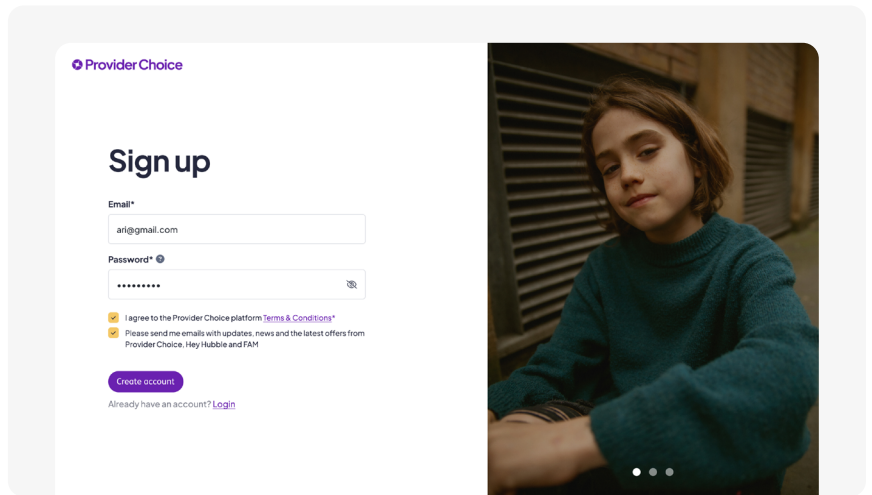 Provider Choice
Sign up
Email*
ari@gmail.com
Password* ?
•••••••••
I agree to the Provider Choice platform Terms & Conditions*
Please send me emails with updates, news and the latest offers from
Provider Choice, Hey Hubble and FAM
Create account
Already have an account? Login